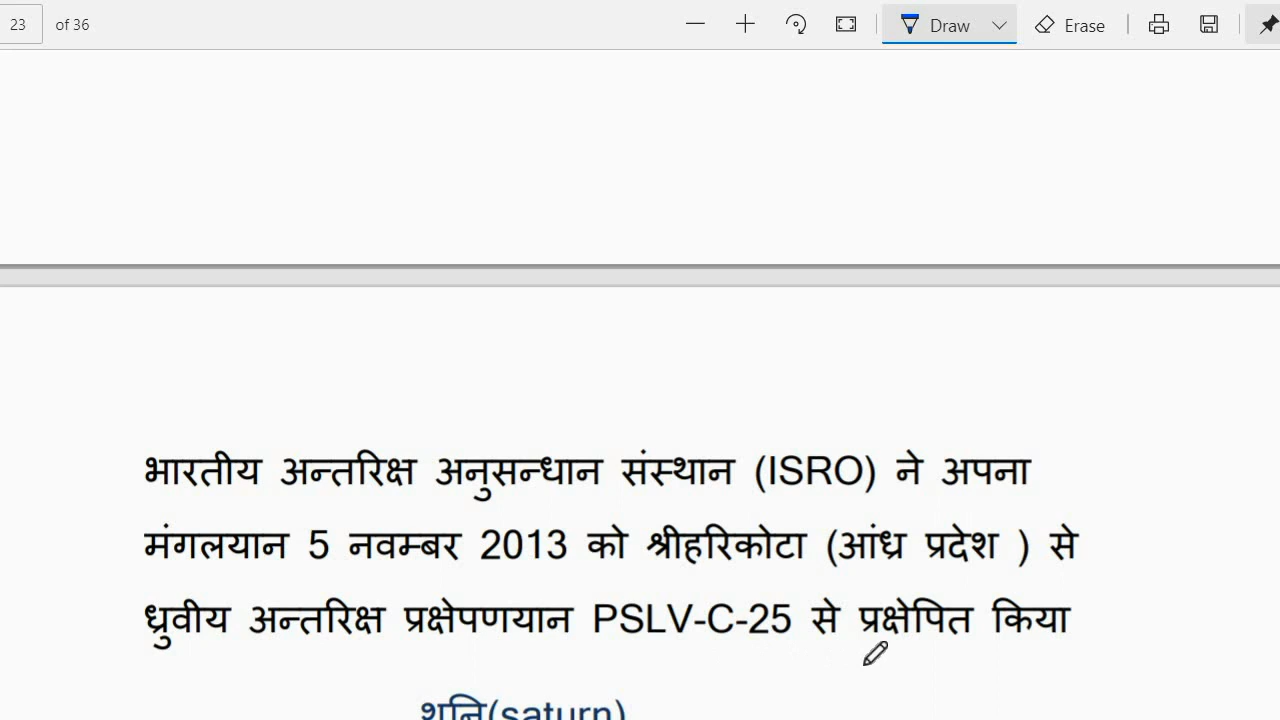 23 of 36 Draw Erase
भारतीय अन्तरिक्ष अनुसन्धान संस्थान (ISRO) ने अपना
मंगलयान 5 नवम्बर 2013 को श्रीहरिकोटा (आंध्र प्रदेश ) से
ध्रुवीय अन्तरिक्ष प्रक्षेपणयान PSLV-C-25 से प्रक्षेपित किया
शनि(saturn)